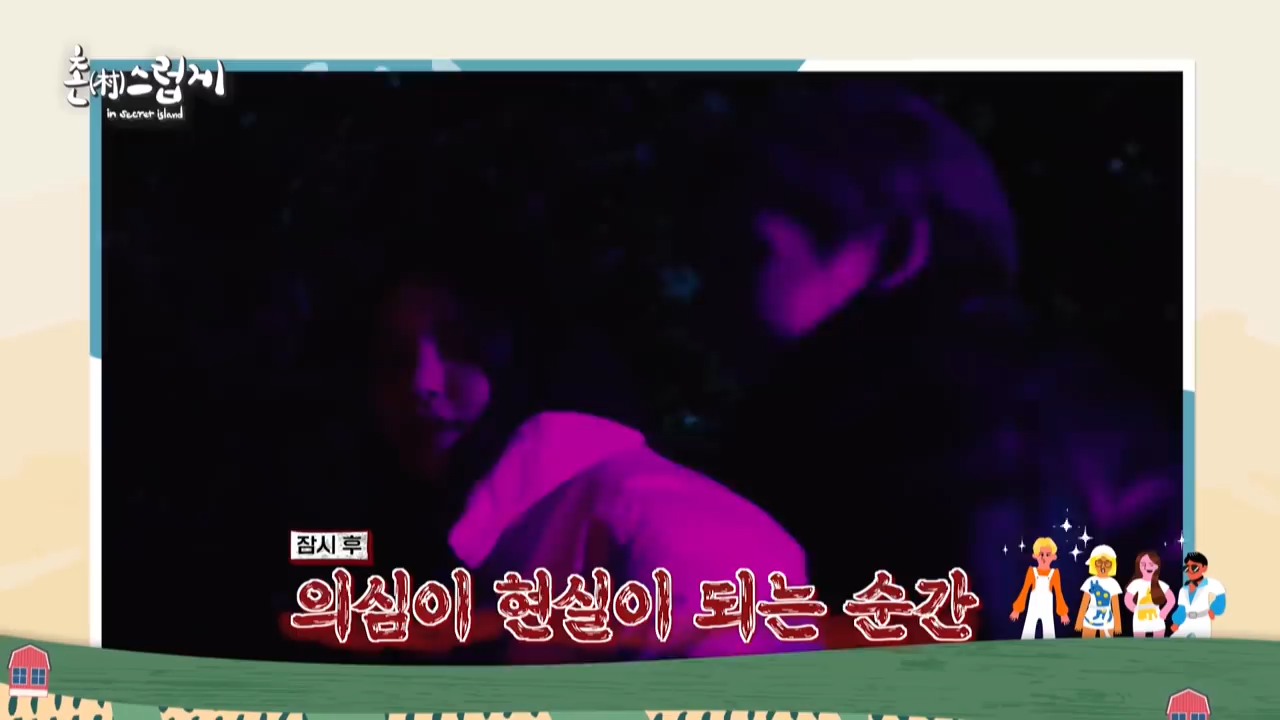 촌(村)스럽게
in secret island
잠시 후
의심이 현실이 되는 순간